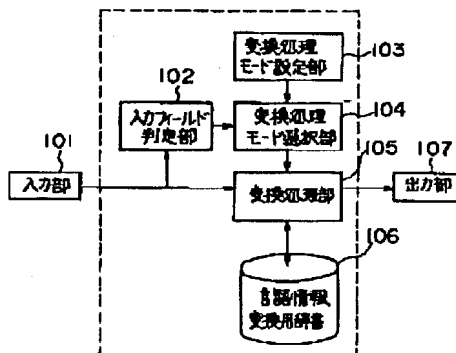 103
変換処理
モード設定部
102
104
入力フィールド
判定部
変換処理
モード選択部
101
105
107
入力部
変換処理部
出力部
106
言語情報
変換用辞書